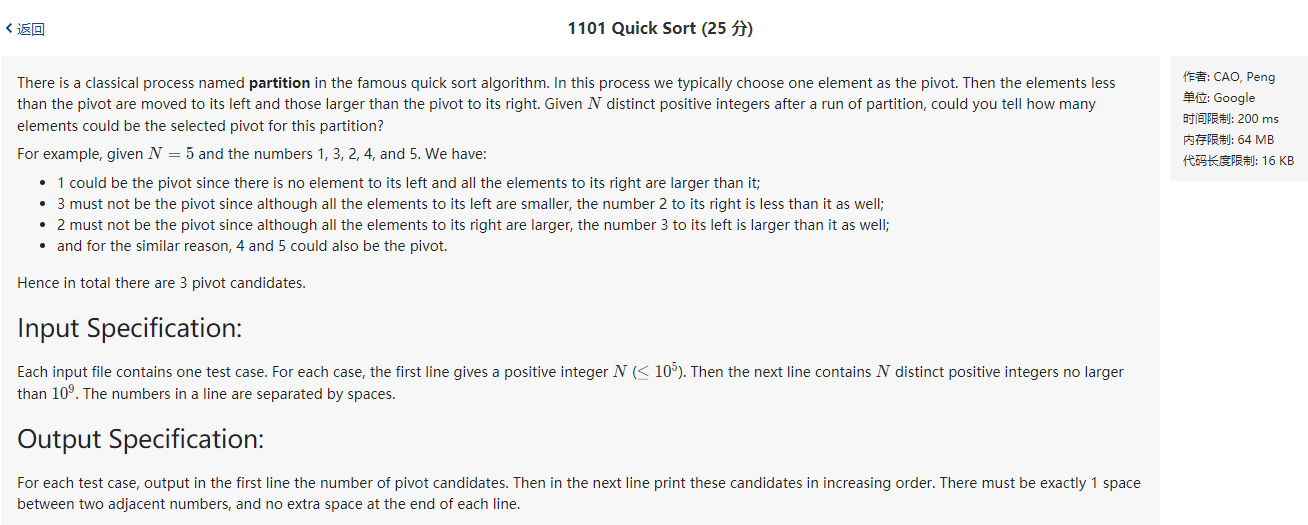 返回
1101 Quick Sort (25 分)
There is a classical process named partition in the famous quick sort algorithm. In this process we typically choose one element as the pivot. Then the elements less
than the pivot are moved to its left and those larger than the pivot to its right. Given N distinct positive integers after a run of partition, could you tell how many
elements could be the selected pivot for this partition?
For example, given N = 5 and the numbers 1, 3, 2, 4, and 5. We have:
• 1 could be the pivot since there is no element to its left and all the elements to its right are larger than it;
• 3 must not be the pivot since although all the elements to its left are smaller, the number 2 to its right is less than it as well;
• 2 must not be the pivot since although all the elements to its right are larger, the number 3 to its left is larger than it as well;
• and for the similar reason, 4 and 5 could also be the pivot.
Hence in total there are 3 pivot candidates.
Input Specification:
Each input file contains one test case. For each case, the first line gives a positive integer N (≤ 10⁵). Then the next line contains N distinct positive integers no larger
than 10⁹. The numbers in a line are separated by spaces.
Output Specification:
For each test case, output in the first line the number of pivot candidates. Then in the next line print these candidates in increasing order. There must be exactly 1 space
between two adjacent numbers, and no extra space at the end of each line.
作者: CAO, Peng
单位: Google
时间限制: 200 ms
内存限制: 64 MB
代码长度限制: 16 KB